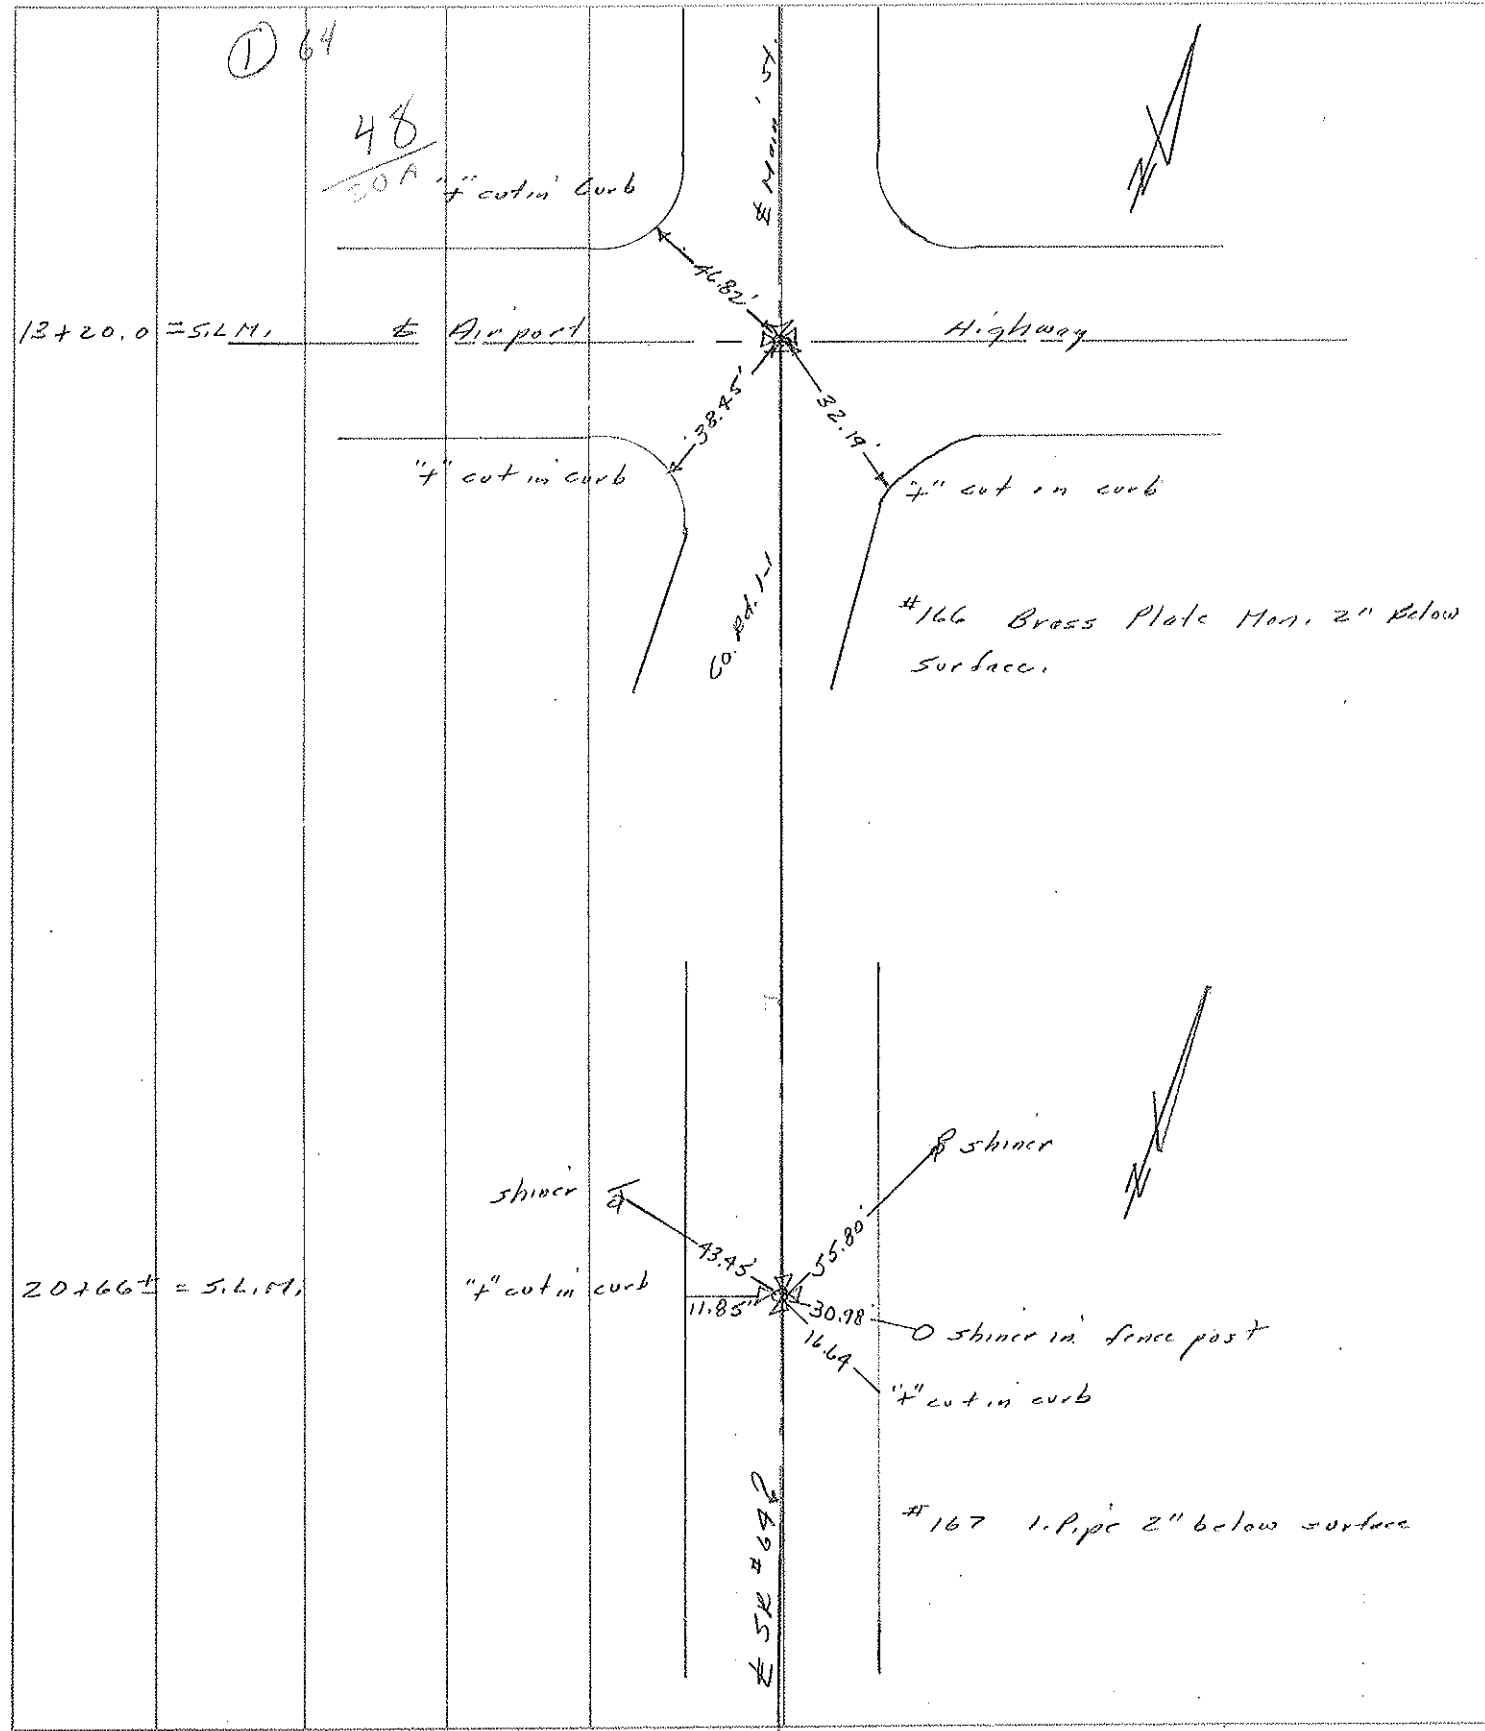 ① 64
48
30A
"+" cut in curb
℄ Main St.
46.82'
13+20.0 = S.L.M.
℄ Airport Highway
38.45'
32.19'
"+" cut in curb
"+" cut in curb
Co. Rd. 1-1
#166 Brass Plate Mon. 2" Below
surface.
shiner
shiner
43.45'
55.80'
20+66± = S.L.M.
"+" cut in curb
11.85'
30.98'
shiner in fence post
16.64
"+" cut in curb
℄ SR #64
#167 I. Pipe 2" below surface